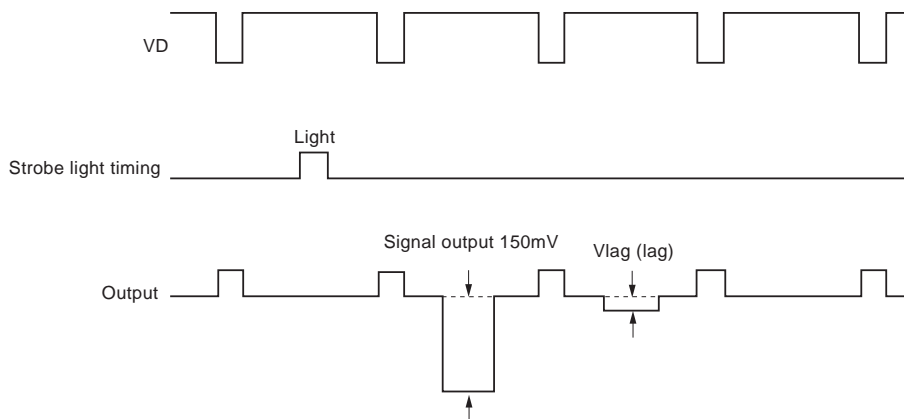 VD
Light
Strobe light timing
Signal output 150mV
Vlag (lag)
Output